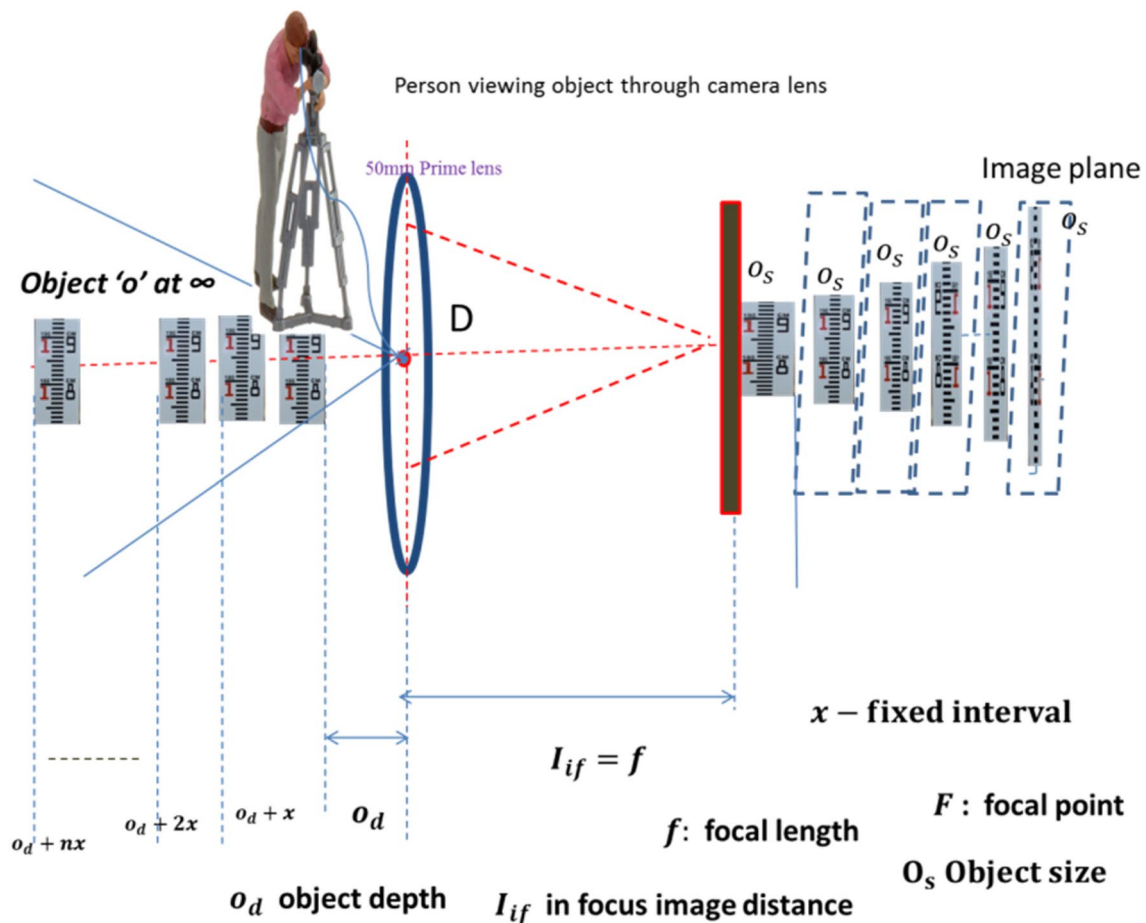 Person viewing object through camera lens
50mm Prime lens
Image plane
Object ‘o’ at ∞
D
O_s
O_s
O_s
O_s
O_s
O_s
x − fixed interval
I_if = f
o_d + nx
o_d + 2x
o_d + x
o_d
f: focal length
F : focal point
O_s Object size
o_d object depth
I_if in focus image distance